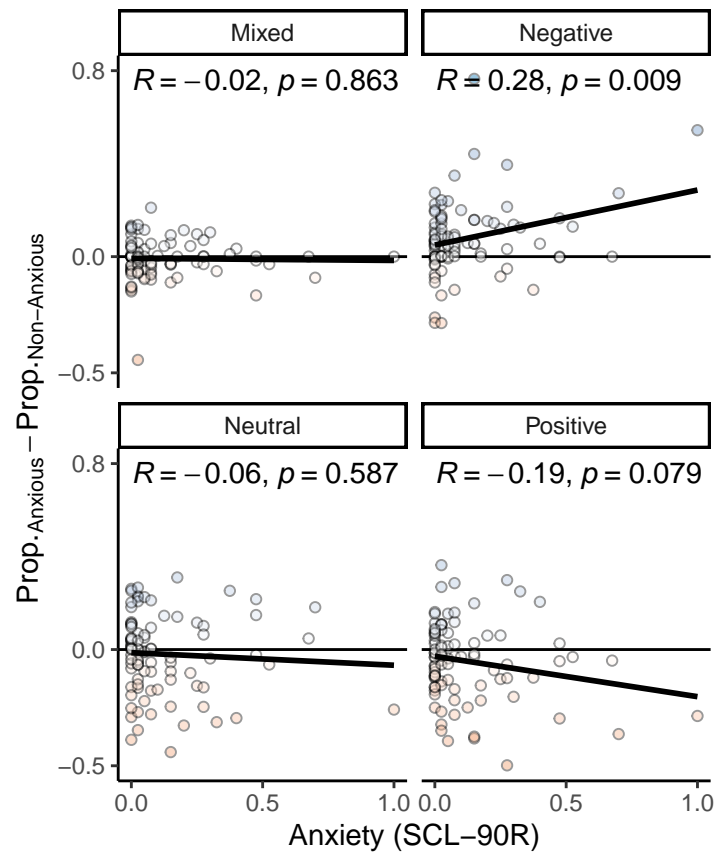 Mixed
Negative
0.8
R = −0.02, p = 0.863
R = 0.28, p = 0.009
0.0
−0.5
Prop.Anxious − Prop.Non−Anxious
Neutral
Positive
0.8
R = −0.06, p = 0.587
R = −0.19, p = 0.079
0.0
−0.5
0.0 0.5 1.0 0.0 0.5 1.0
Anxiety (SCL−90R)